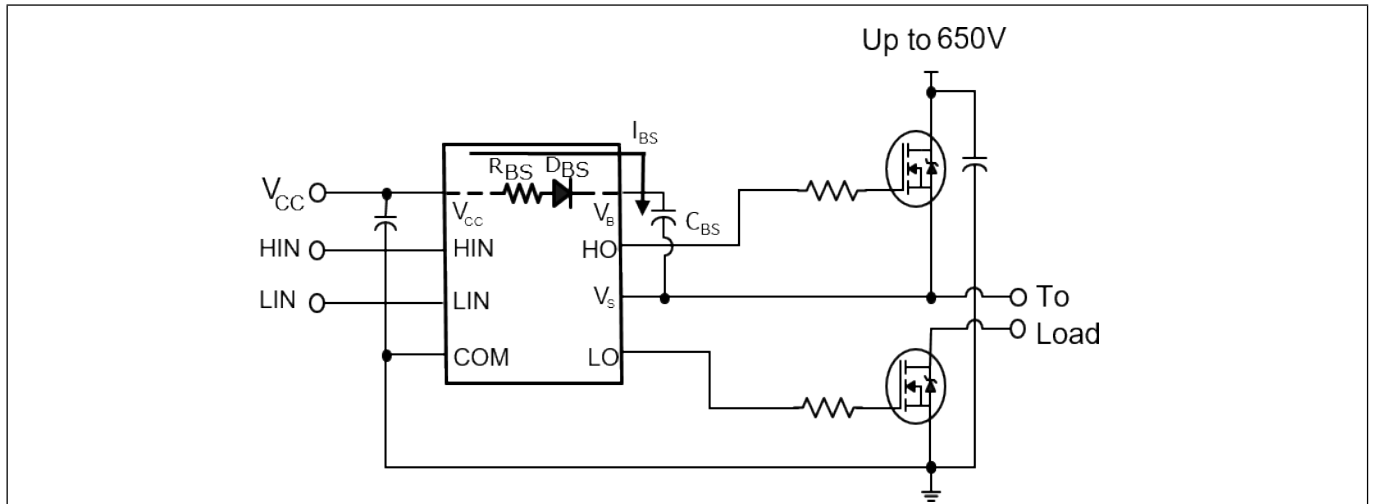 Up to 650V
I_BS
R_BS D_BS
V_CC
V_CC V_B
C_BS
HIN HIN HO
LIN LIN V_S To
Load
COM LO